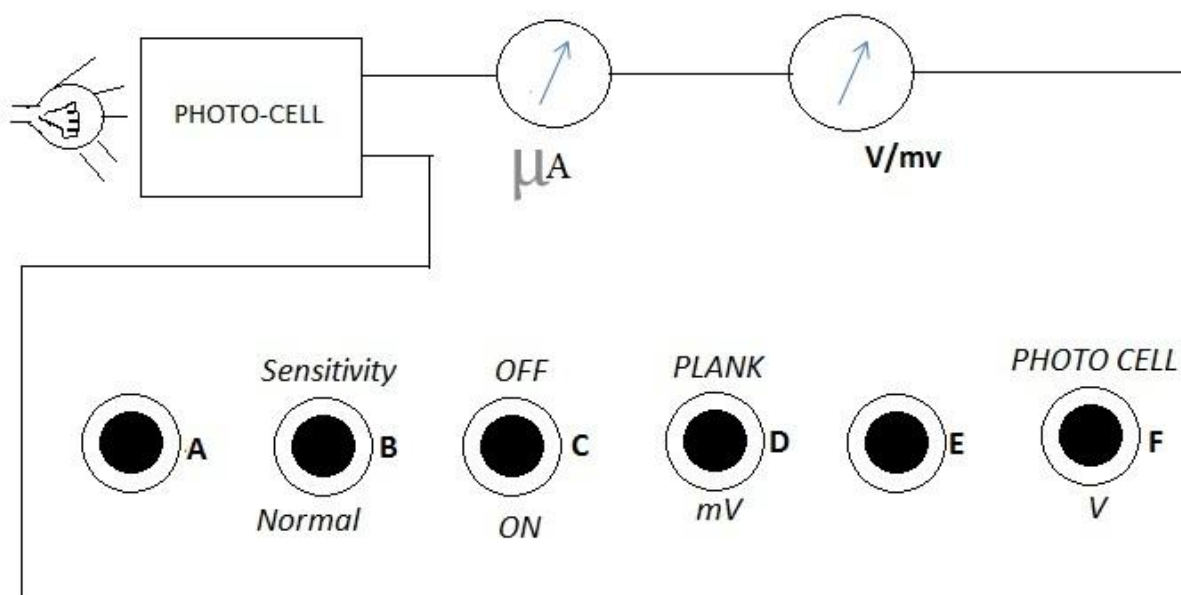 PHOTO-CELL
μA
V/mv
Sensitivity
OFF
PLANK
PHOTO CELL
A
B
C
D
E
F
Normal
ON
mV
V